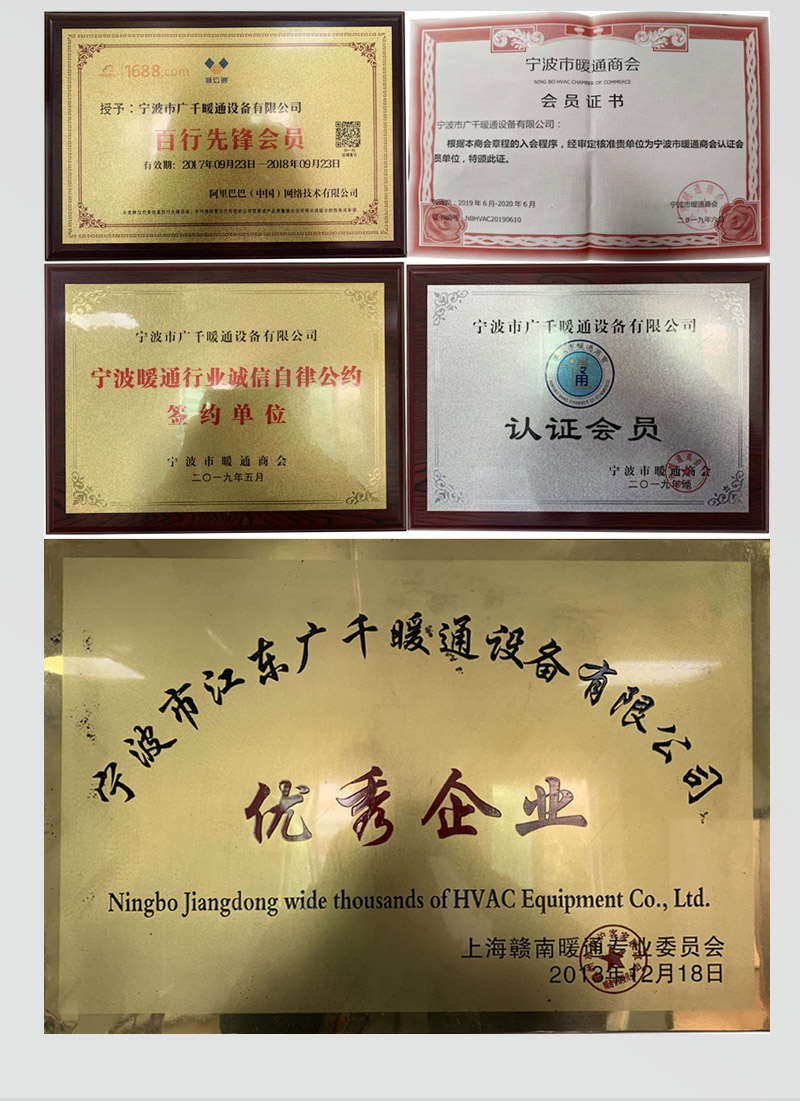 1688.com
诚信通
授予：宁波市广千暖通设备有限公司
百行先锋会员
有效期：2017年09月23日—2018年09月23日
阿里巴巴（中国）网络技术有限公司
宁波市暖通商会
NING BO HVAC CHAMBER OF COMMERCE
会员证书
宁波市广千暖通设备有限公司：
根据本商会章程的入会程序，经审定核准贵单位为宁波市暖通商会认证会
员单位，特颁此证。
2019年6月-2020年6月
宁波市暖通商会
NBHVAC20190610
二〇一九年六月
宁波市广千暖通设备有限公司
宁波暖通行业诚信自律公约
签约单位
宁波市暖通商会
二〇一九年五月
宁波市广千暖通设备有限公司
认证会员
宁波市暖通商会
二〇一九年颁
宁波市江东广千暖通设备有限公司
优秀企业
Ningbo Jiangdong wide thousands of HVAC Equipment Co., Ltd.
上海赣南暖通专业委员会
2013年12月18日